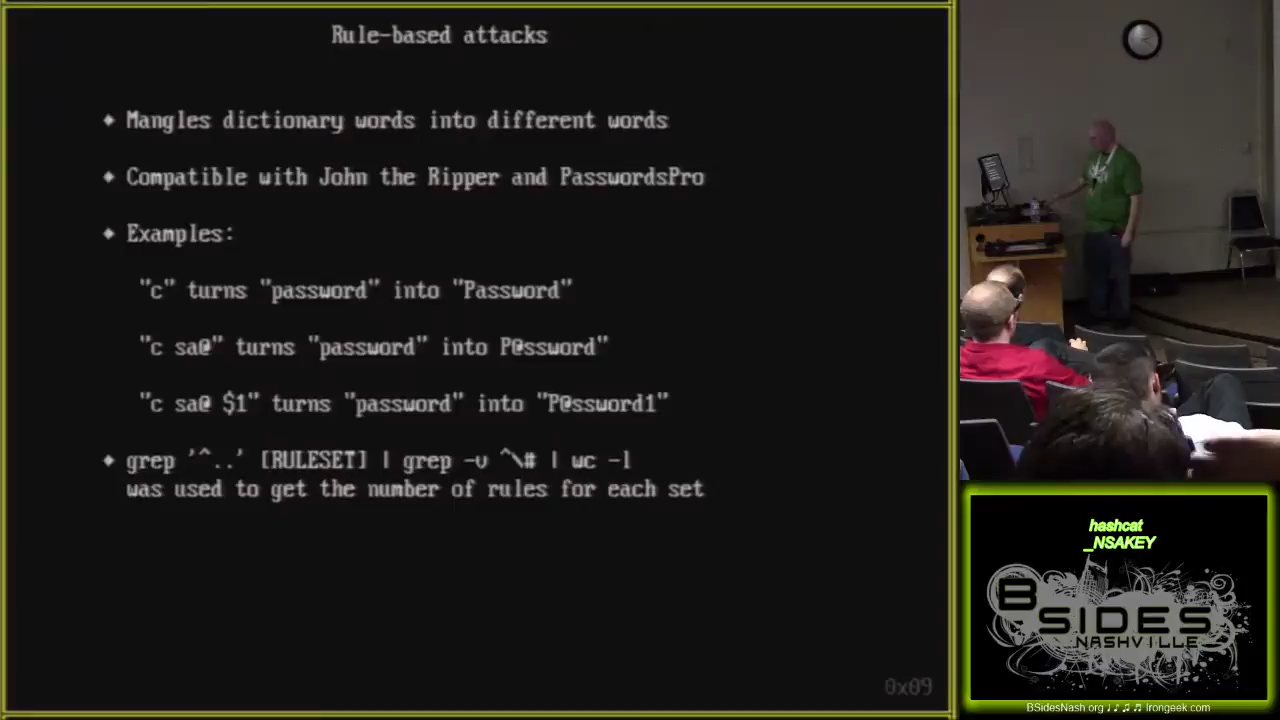 Rule-based attacks
♦ Mangles dictionary words into different words
♦ Compatible with John the Ripper and PasswordsPro
♦ Examples:
"c" turns "password" into "Password"
"c sa@" turns "password" into P@ssword"
"c sa@ $1" turns "password" into "P@ssword1"
♦ grep '^..' [RULESET] | grep -v ^\# | wc -l
was used to get the number of rules for each set
0x09
hashcat
_NSAKEY
BSIDES
NASHVILLE
BSidesNash.org ♩♪♫♬ Irongeek.com